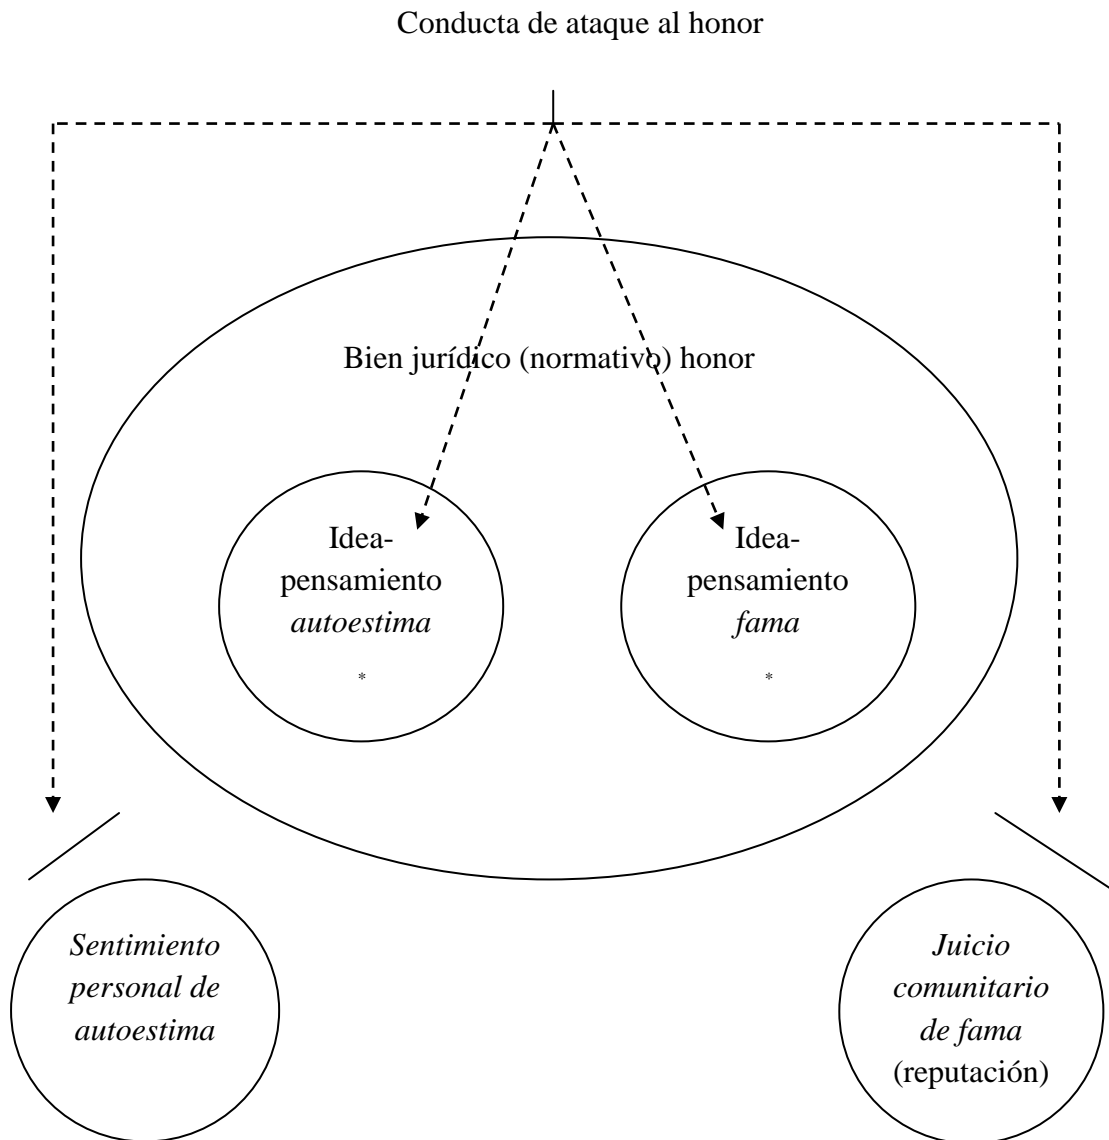 Conducta de ataque al honor
Bien jurídico (normativo) honor
Idea-
pensamiento
autoestima
*
Idea-
pensamiento
fama
*
Sentimiento
personal de
autoestima
Juicio
comunitario
de fama
(reputación)